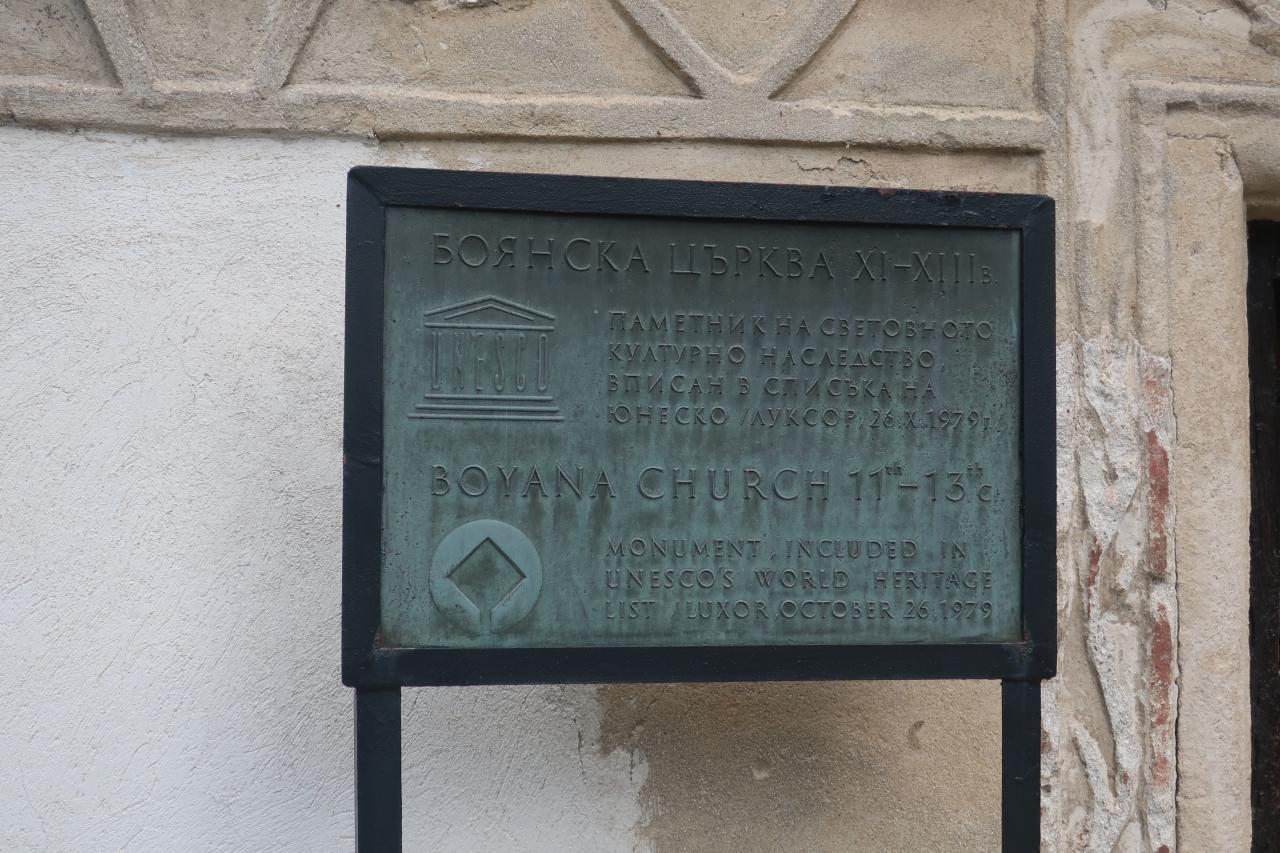 БОЯНСКА ЦЪРКВА XI–XIII в.
UNESCO
ПАМЕТНИК НА СВЕТОВНОТО
КУЛТУРНО НАСЛЕДСТВО,
ВПИСАН В СПИСЪКА НА
ЮНЕСКО /ЛУКСОР, 26.X.1979г./
BOYANA CHURCH 11th–13th c.
MONUMENT, INCLUDED IN
UNESCO'S WORLD HERITAGE
LIST /LUXOR, OCTOBER 26, 1979